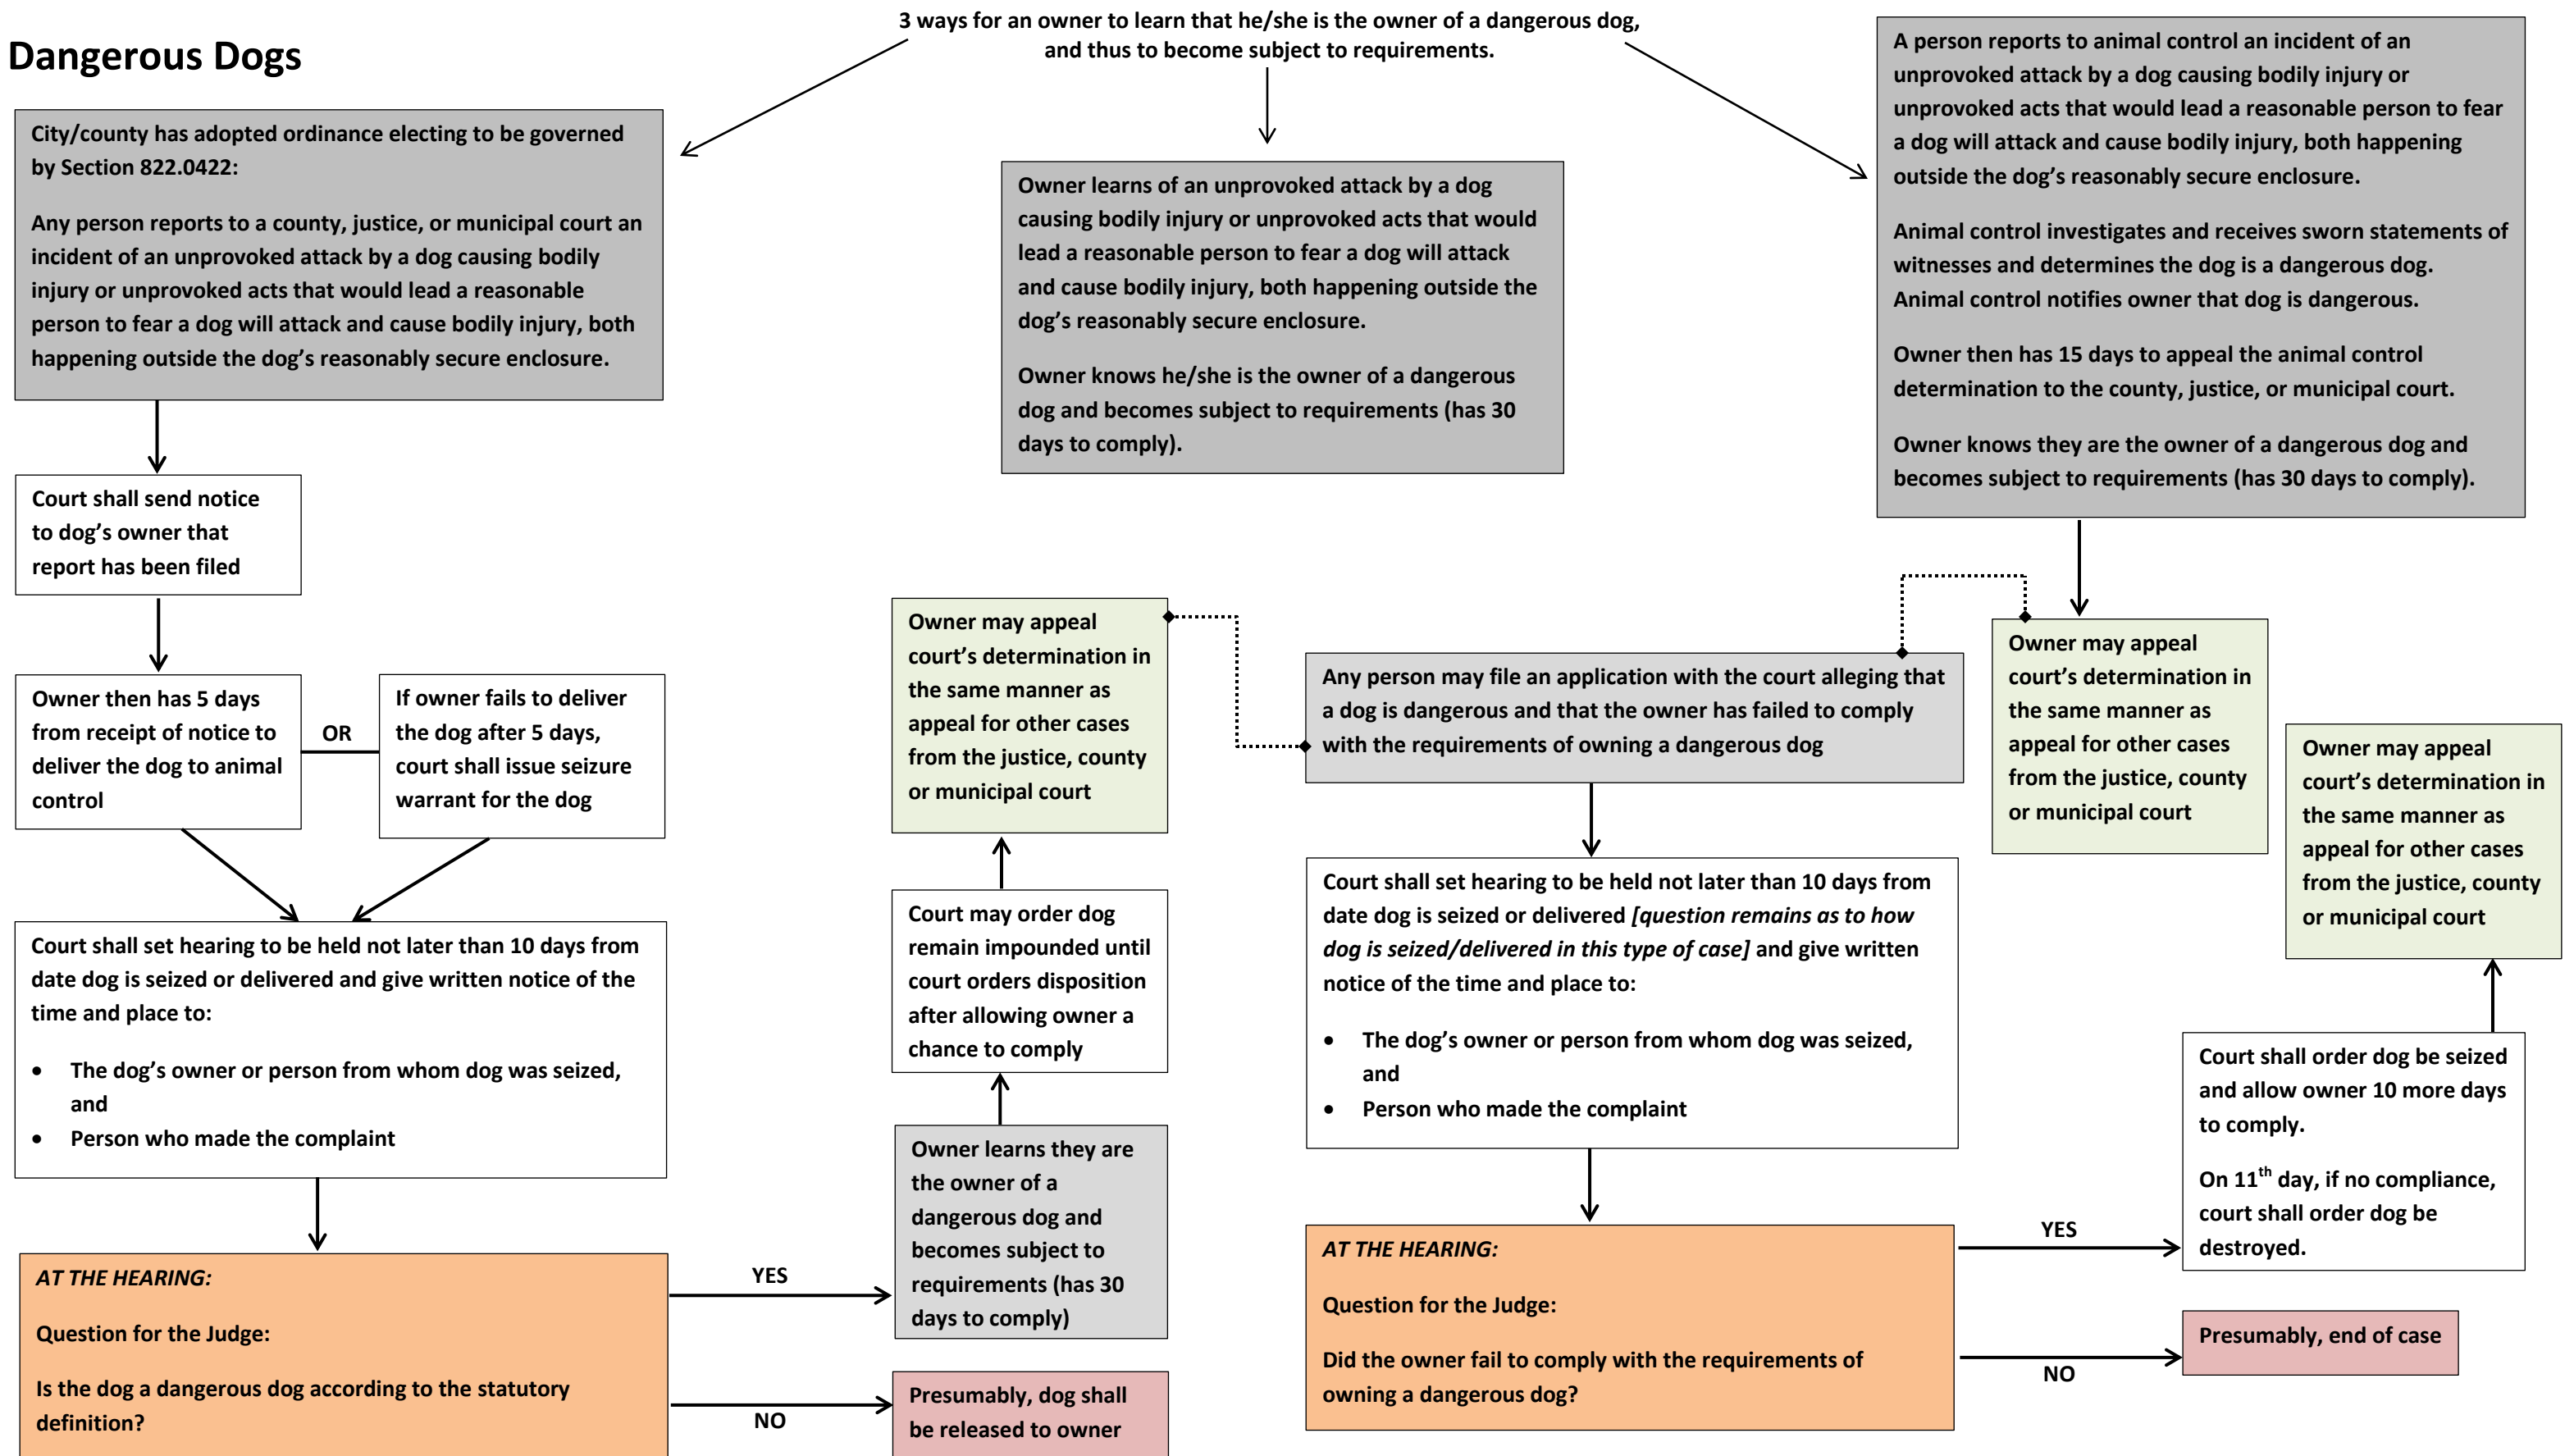 Dangerous Dogs
3 ways for an owner to learn that he/she is the owner of a dangerous dog,
and thus to become subject to requirements.
City/county has adopted ordinance electing to be governed
by Section 822.0422:
Any person reports to a county, justice, or municipal court an
incident of an unprovoked attack by a dog causing bodily
injury or unprovoked acts that would lead a reasonable
person to fear a dog will attack and cause bodily injury, both
happening outside the dog’s reasonably secure enclosure.
Owner learns of an unprovoked attack by a dog
causing bodily injury or unprovoked acts that would
lead a reasonable person to fear a dog will attack
and cause bodily injury, both happening outside the
dog’s reasonably secure enclosure.
Owner knows he/she is the owner of a dangerous
dog and becomes subject to requirements (has 30
days to comply).
A person reports to animal control an incident of an
unprovoked attack by a dog causing bodily injury or
unprovoked acts that would lead a reasonable person to fear
a dog will attack and cause bodily injury, both happening
outside the dog’s reasonably secure enclosure.
Animal control investigates and receives sworn statements of
witnesses and determines the dog is a dangerous dog.
Animal control notifies owner that dog is dangerous.
Owner then has 15 days to appeal the animal control
determination to the county, justice, or municipal court.
Owner knows they are the owner of a dangerous dog and
becomes subject to requirements (has 30 days to comply).
Court shall send notice
to dog’s owner that
report has been filed
Owner then has 5 days
from receipt of notice to
deliver the dog to animal
control
OR
If owner fails to deliver
the dog after 5 days,
court shall issue seizure
warrant for the dog
Court shall set hearing to be held not later than 10 days from
date dog is seized or delivered and give written notice of the
time and place to:
• The dog’s owner or person from whom dog was seized,
and
• Person who made the complaint
AT THE HEARING:
Question for the Judge:
Is the dog a dangerous dog according to the statutory
definition?
YES
NO
Owner may appeal
court’s determination in
the same manner as
appeal for other cases
from the justice, county
or municipal court
Court may order dog
remain impounded until
court orders disposition
after allowing owner a
chance to comply
Owner learns they are
the owner of a
dangerous dog and
becomes subject to
requirements (has 30
days to comply)
Presumably, dog shall
be released to owner
Any person may file an application with the court alleging that
a dog is dangerous and that the owner has failed to comply
with the requirements of owning a dangerous dog
Court shall set hearing to be held not later than 10 days from
date dog is seized or delivered [question remains as to how
dog is seized/delivered in this type of case] and give written
notice of the time and place to:
• The dog’s owner or person from whom dog was seized,
and
• Person who made the complaint
AT THE HEARING:
Question for the Judge:
Did the owner fail to comply with the requirements of
owning a dangerous dog?
YES
NO
Owner may appeal
court’s determination in
the same manner as
appeal for other cases
from the justice, county
or municipal court
Owner may appeal
court’s determination in
the same manner as
appeal for other cases
from the justice, county
or municipal court
Court shall order dog be seized
and allow owner 10 more days
to comply.
On 11th day, if no compliance,
court shall order dog be
destroyed.
Presumably, end of case